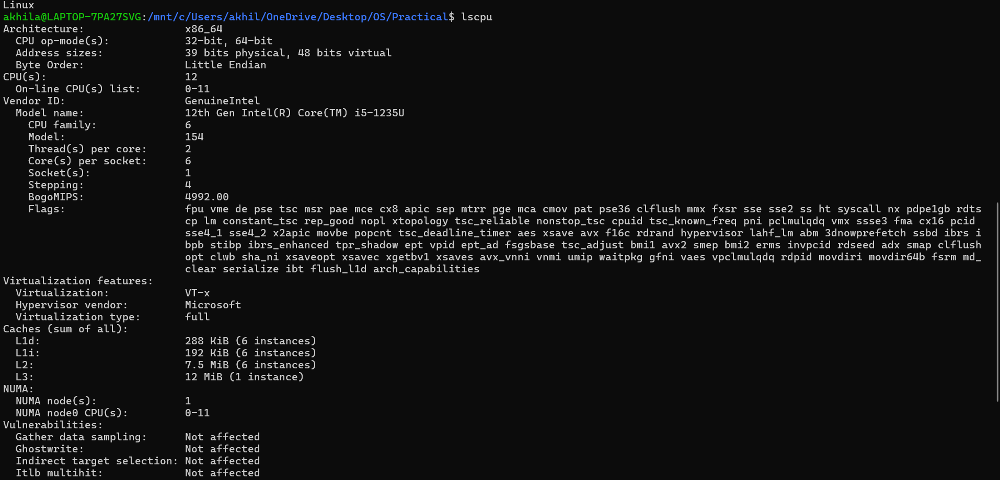 Linux
akhila@LAPTOP-7PA27SVG:/mnt/c/Users/akhil/OneDrive/Desktop/OS/Practical$ lscpu
Architecture:                x86_64
  CPU op-mode(s):            32-bit, 64-bit
  Address sizes:             39 bits physical, 48 bits virtual
  Byte Order:                Little Endian
CPU(s):                      12
  On-line CPU(s) list:       0-11
Vendor ID:                   GenuineIntel
  Model name:                12th Gen Intel(R) Core(TM) i5-1235U
    CPU family:              6
    Model:                   154
    Thread(s) per core:      2
    Core(s) per socket:      6
    Socket(s):               1
    Stepping:                4
    BogoMIPS:                4992.00
    Flags:                   fpu vme de pse tsc msr pae mce cx8 apic sep mtrr pge mca cmov pat pse36 clflush mmx fxsr sse sse2 ss ht syscall nx pdpe1gb rdts
                             cp lm constant_tsc rep_good nopl xtopology tsc_reliable nonstop_tsc cpuid tsc_known_freq pni pclmulqdq vmx ssse3 fma cx16 pcid
                             sse4_1 sse4_2 x2apic movbe popcnt tsc_deadline_timer aes xsave avx f16c rdrand hypervisor lahf_lm abm 3dnowprefetch ssbd ibrs i
                             bpb stibp ibrs_enhanced tpr_shadow ept vpid ept_ad fsgsbase tsc_adjust bmi1 avx2 smep bmi2 erms invpcid rdseed adx smap clflush
                             opt clwb sha_ni xsaveopt xsavec xgetbv1 xsaves avx_vnni vnmi umip waitpkg gfni vaes vpclmulqdq rdpid movdiri movdir64b fsrm md_
                             clear serialize ibt flush_l1d arch_capabilities
Virtualization features:
  Virtualization:            VT-x
  Hypervisor vendor:         Microsoft
  Virtualization type:       full
Caches (sum of all):
  L1d:                       288 KiB (6 instances)
  L1i:                       192 KiB (6 instances)
  L2:                        7.5 MiB (6 instances)
  L3:                        12 MiB (1 instance)
NUMA:
  NUMA node(s):              1
  NUMA node0 CPU(s):         0-11
Vulnerabilities:
  Gather data sampling:      Not affected
  Ghostwrite:                Not affected
  Indirect target selection: Not affected
  Itlb multihit:             Not affected